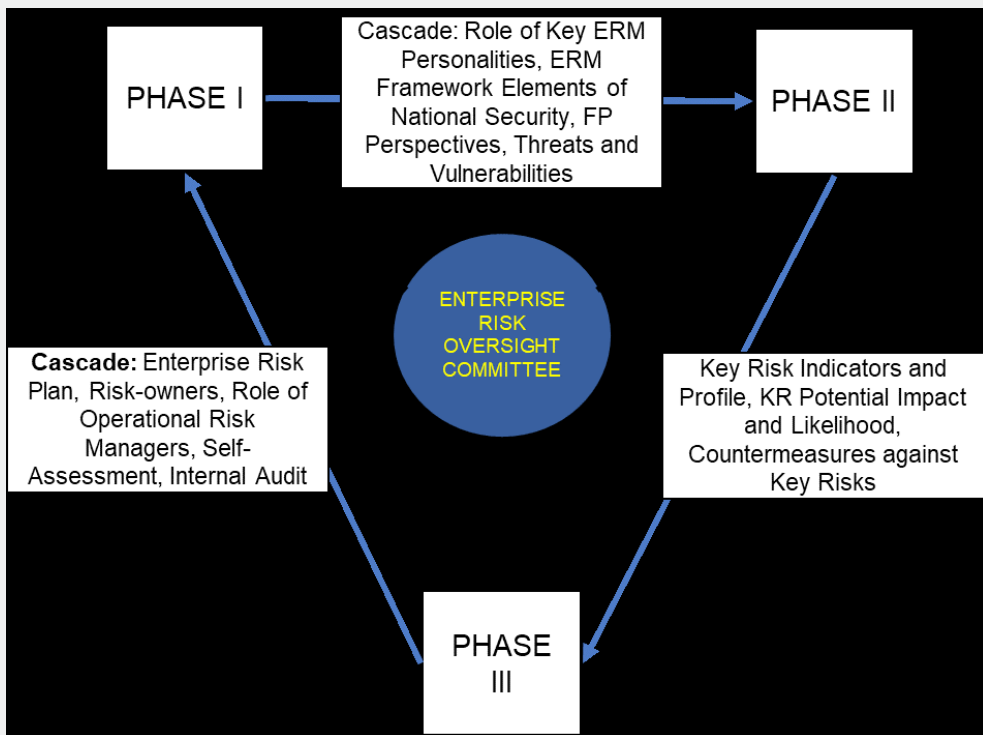 PHASE I
Cascade: Role of Key ERM
Personalities, ERM
Framework Elements of
National Security, FP
Perspectives, Threats and
Vulnerabilities
PHASE II
ENTERPRISE
RISK
OVERSIGHT
COMMITTEE
Cascade: Enterprise Risk
Plan, Risk-owners, Role of
Operational Risk
Managers, Self-
Assessment, Internal Audit
Key Risk Indicators and
Profile, KR Potential Impact
and Likelihood,
Countermeasures against
Key Risks
PHASE
III